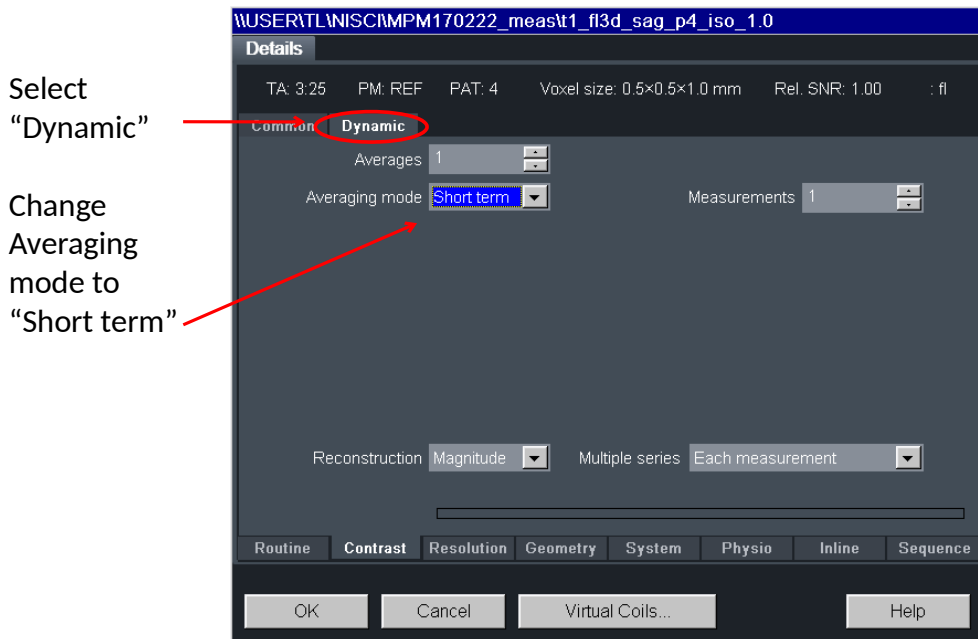 \\USER\TL\NISCI\MPM170222_meas\t1_fl3d_sag_p4_iso_1.0
Details
TA: 3:25 PM: REF PAT: 4 Voxel size: 0.5×0.5×1.0 mm Rel. SNR: 1.00 : fl
Select
“Dynamic”
Common Dynamic
Averages 1
Averaging mode Short term Measurements 1
Change
Averaging
mode to
“Short term”
Reconstruction Magnitude Multiple series Each measurement
Routine Contrast Resolution Geometry System Physio Inline Sequence
OK Cancel Virtual Coils... Help